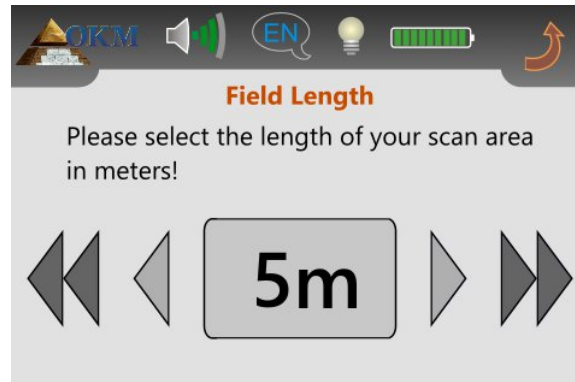 OKM
EN
Field Length
Please select the length of your scan area
in meters!
5m